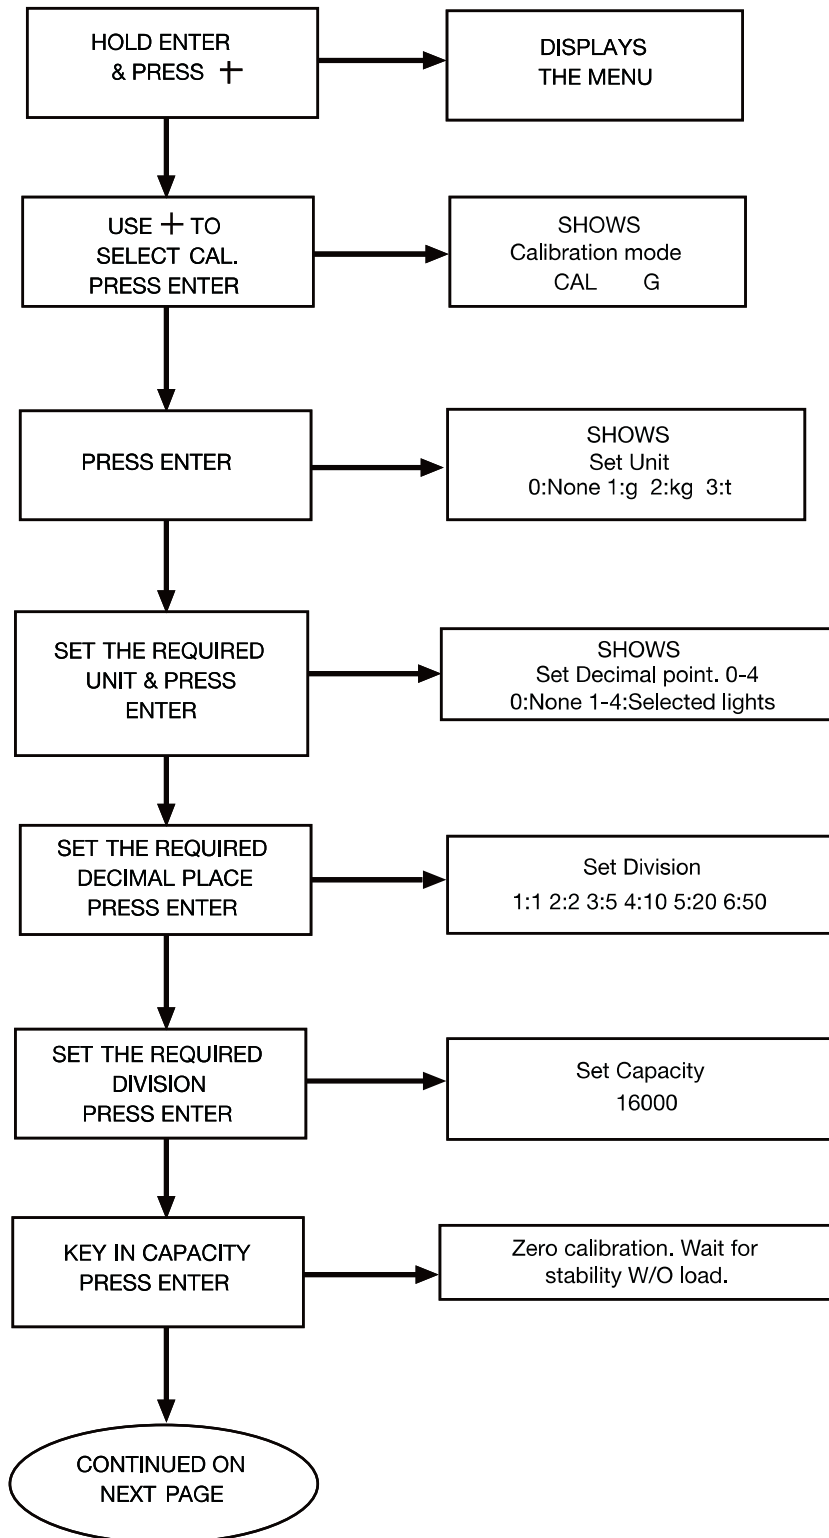 HOLD ENTER
& PRESS +
DISPLAYS
THE MENU
USE + TO
SELECT CAL.
PRESS ENTER
SHOWS
Calibration mode
CAL G
PRESS ENTER
SHOWS
Set Unit
0:None 1:g 2:kg 3:t
SET THE REQUIRED
UNIT & PRESS
ENTER
SHOWS
Set Decimal point. 0-4
0:None 1-4:Selected lights
SET THE REQUIRED
DECIMAL PLACE
PRESS ENTER
Set Division
1:1 2:2 3:5 4:10 5:20 6:50
SET THE REQUIRED
DIVISION
PRESS ENTER
Set Capacity
16000
KEY IN CAPACITY
PRESS ENTER
Zero calibration. Wait for
stability W/O load.
CONTINUED ON
NEXT PAGE